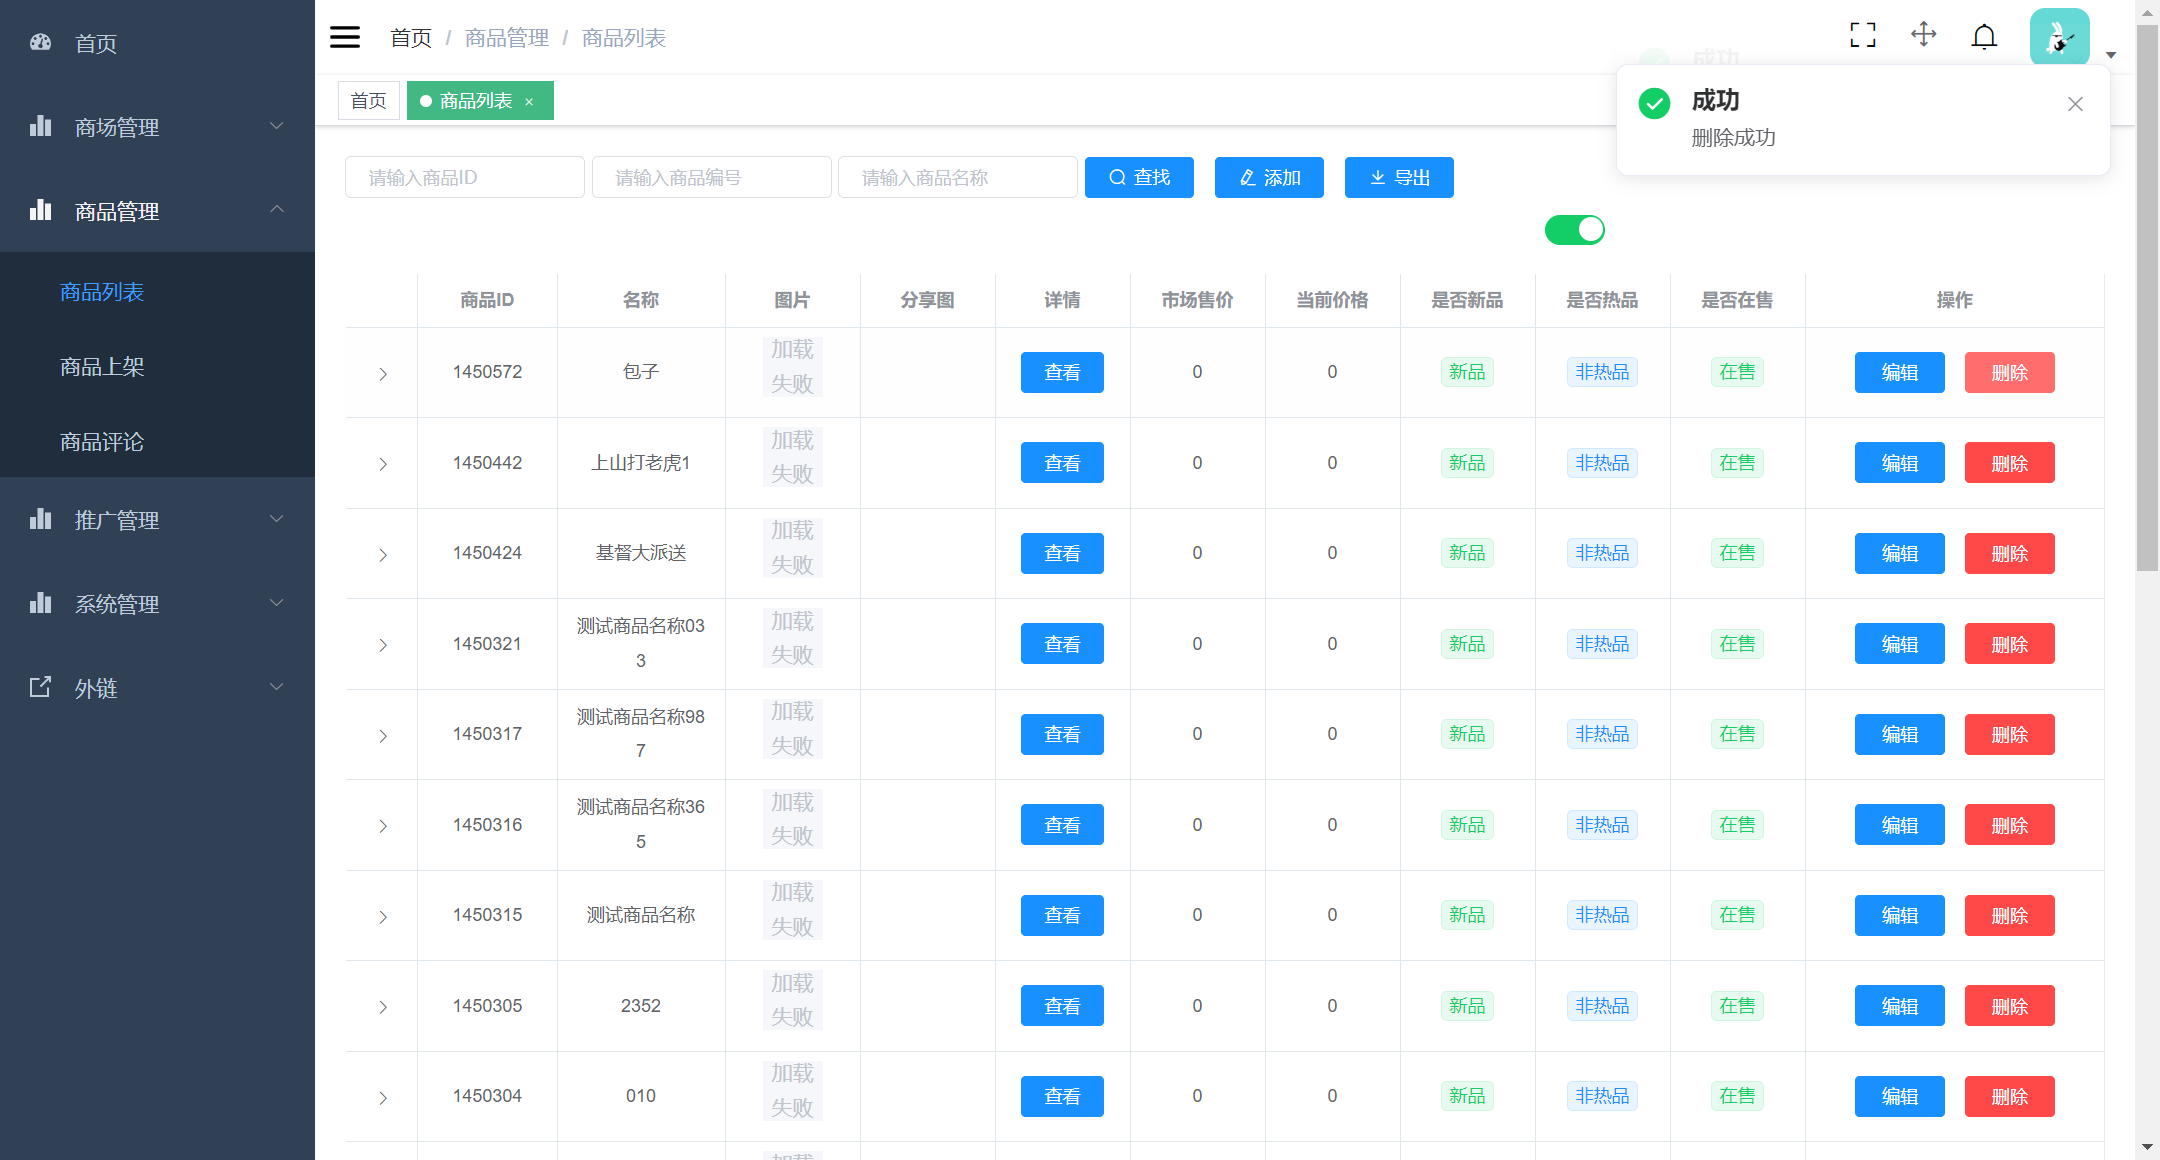 首页
商场管理
商品管理
商品列表
商品上架
商品评论
推广管理
系统管理
外链
首页 / 商品管理 / 商品列表
首页
商品列表 ×
成功
成功
删除成功
请输入商品ID
请输入商品编号
请输入商品名称
查找
添加
导出
商品ID 名称 图片 分享图 详情 市场售价 当前价格 是否新品 是否热品 是否在售 操作
1450572 包子 加载
失败 查看 0 0 新品 非热品 在售 编辑 删除
1450442 上山打老虎1 加载
失败 查看 0 0 新品 非热品 在售 编辑 删除
1450424 基督大派送 加载
失败 查看 0 0 新品 非热品 在售 编辑 删除
1450321 测试商品名称03
3 加载
失败 查看 0 0 新品 非热品 在售 编辑 删除
1450317 测试商品名称98
7 加载
失败 查看 0 0 新品 非热品 在售 编辑 删除
1450316 测试商品名称36
5 加载
失败 查看 0 0 新品 非热品 在售 编辑 删除
1450315 测试商品名称 加载
失败 查看 0 0 新品 非热品 在售 编辑 删除
1450305 2352 加载
失败 查看 0 0 新品 非热品 在售 编辑 删除
1450304 010 加载
失败 查看 0 0 新品 非热品 在售 编辑 删除
加载